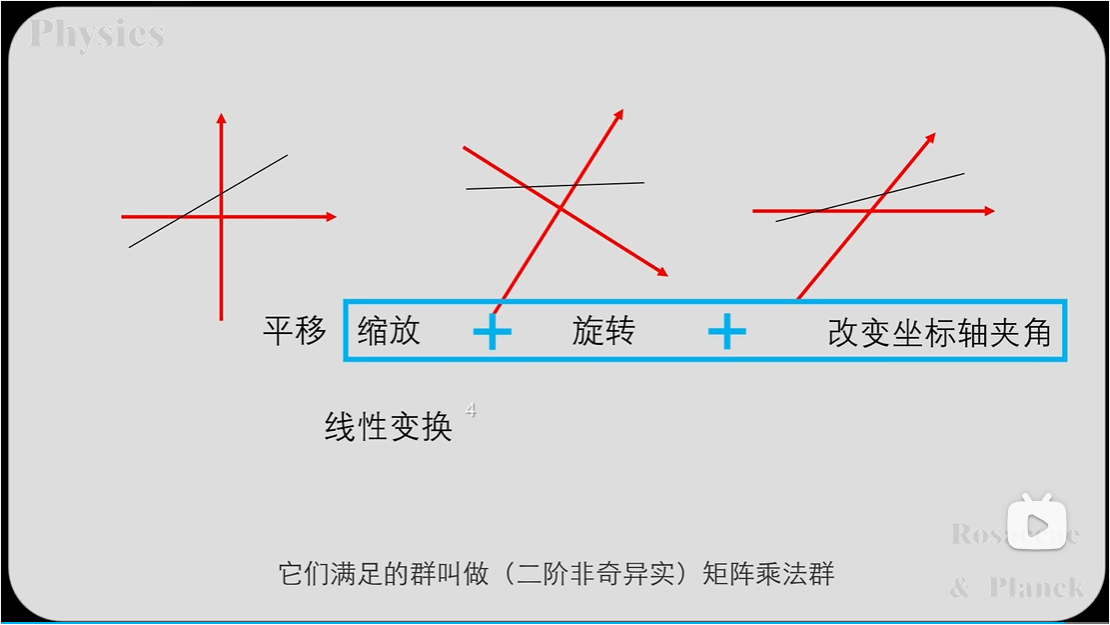 Physics
平移 缩放 + 旋转 + 改变坐标轴夹角
线性变换 4
它们满足的群叫做（二阶非奇异实）矩阵乘法群
& Planck